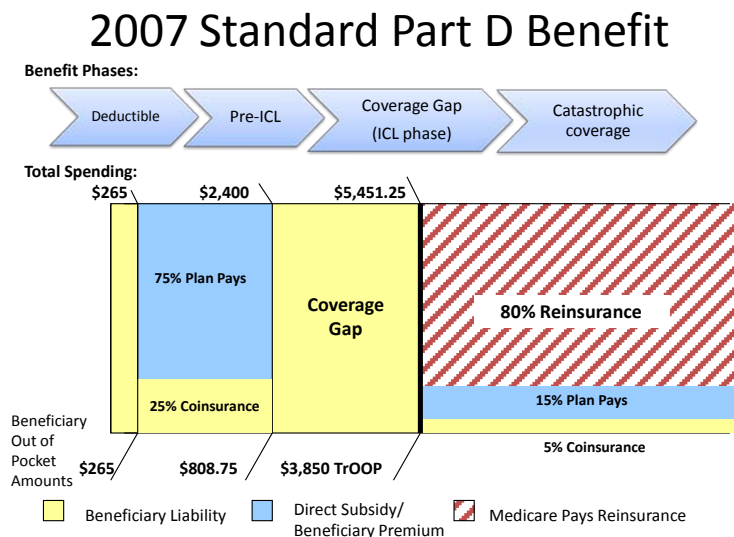 2007 Standard Part D Benefit
Benefit Phases:
Deductible
Pre-ICL
Coverage Gap
(ICL phase)
Catastrophic
coverage
Total Spending:
$265
$2,400
$5,451.25
75% Plan Pays
Coverage
Gap
80% Reinsurance
25% Coinsurance
15% Plan Pays
5% Coinsurance
Beneficiary
Out of
Pocket
Amounts
$265
$808.75
$3,850 TrOOP
Beneficiary Liability
Direct Subsidy/
Beneficiary Premium
Medicare Pays Reinsurance